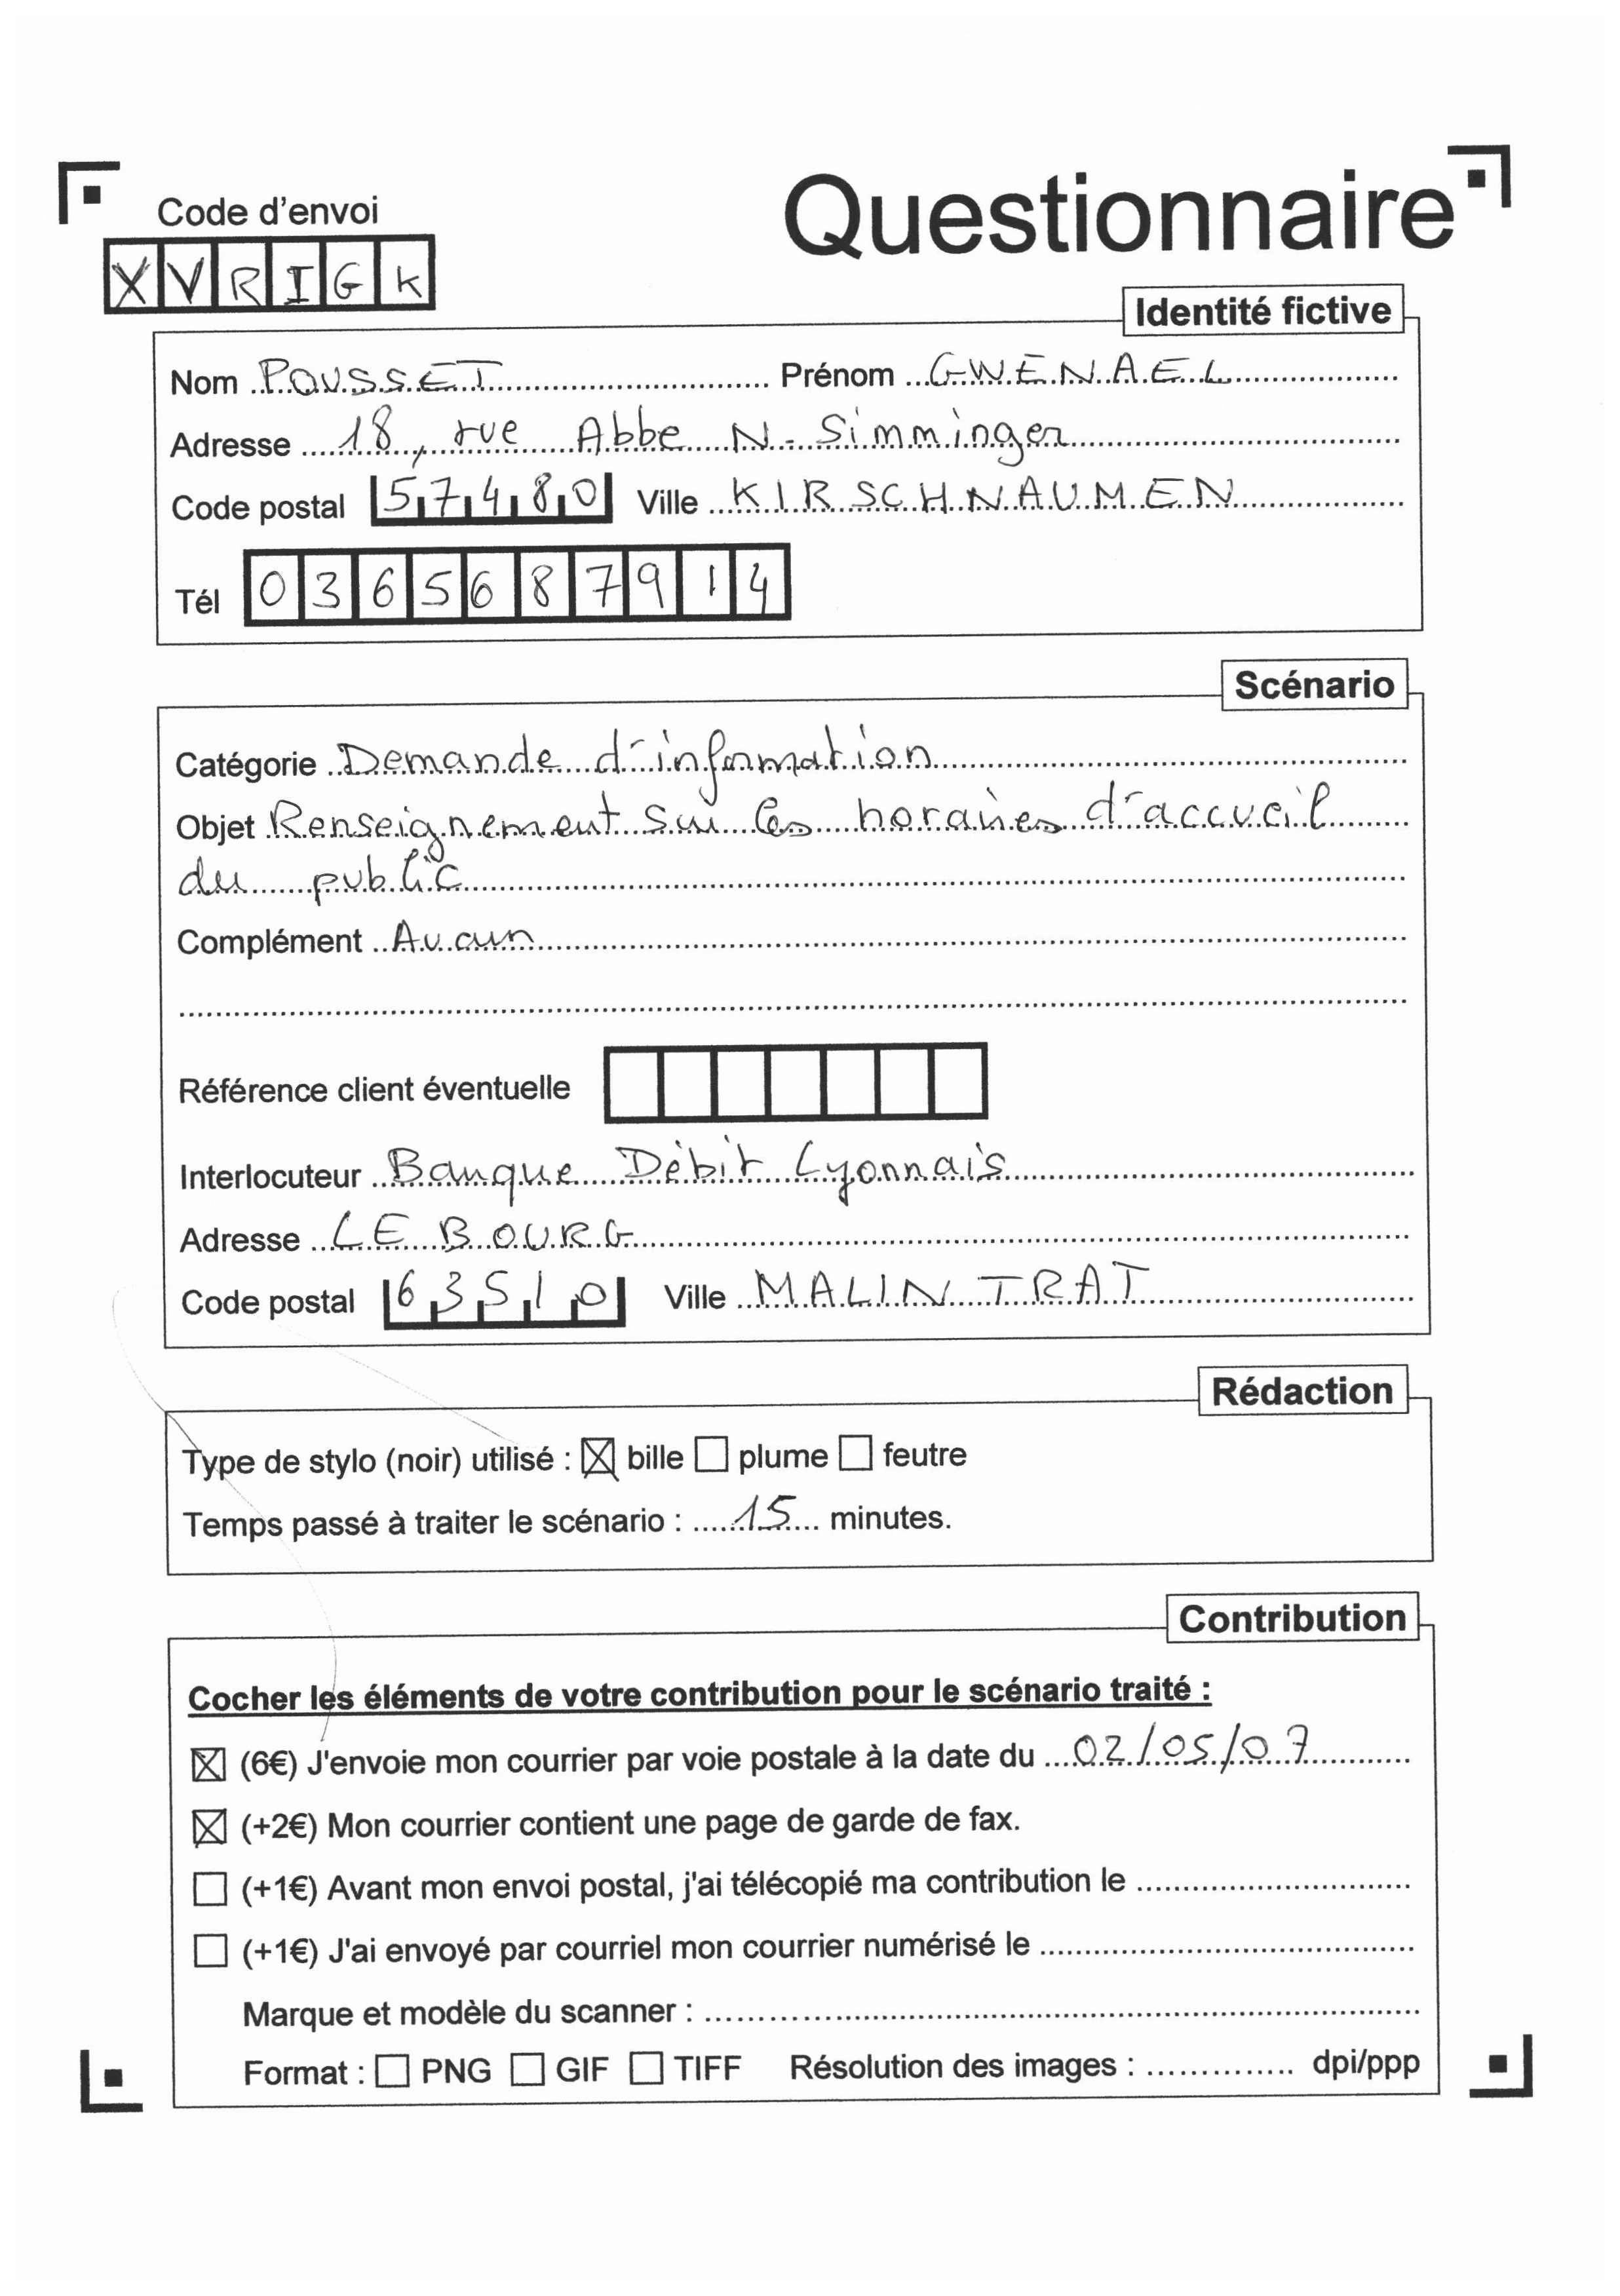 Questionnaire
Code d'envoi
XVRIGK
Identité fictive
Nom POUSSET Prénom GWENAEL
Adresse 18, rue Abbe N. Simminger
Code postal 57480 Ville KIRSCHNAUMEN
Tél 0365687914
Scénario
Catégorie Demande d'information
Objet Renseignement sur les horaires d'accueil
du public
Complément Aucun
Référence client éventuelle
Interlocuteur Banque Débit Lyonnais
Adresse LE BOURG
Code postal 63510 Ville MALINTRAT
Rédaction
Type de stylo (noir) utilisé : ☒ bille ☐ plume ☐ feutre
Temps passé à traiter le scénario : 15 minutes.
Contribution
Cocher les éléments de votre contribution pour le scénario traité :
☒ (6€) J'envoie mon courrier par voie postale à la date du 02/05/07
☒ (+2€) Mon courrier contient une page de garde de fax.
☐ (+1€) Avant mon envoi postal, j'ai télécopié ma contribution le
☐ (+1€) J'ai envoyé par courriel mon courrier numérisé le
Marque et modèle du scanner :
Format : ☐ PNG ☐ GIF ☐ TIFF Résolution des images : dpi/ppp